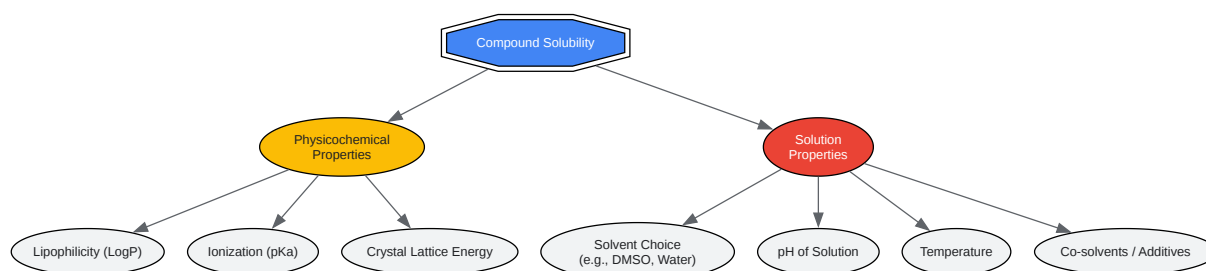 Compound Solubility
Physicochemical
Properties
Solution
Properties
Lipophilicity (LogP)
Ionization (pKa)
Crystal Lattice Energy
Solvent Choice
(e.g., DMSO, Water)
pH of Solution
Temperature
Co-solvents / Additives